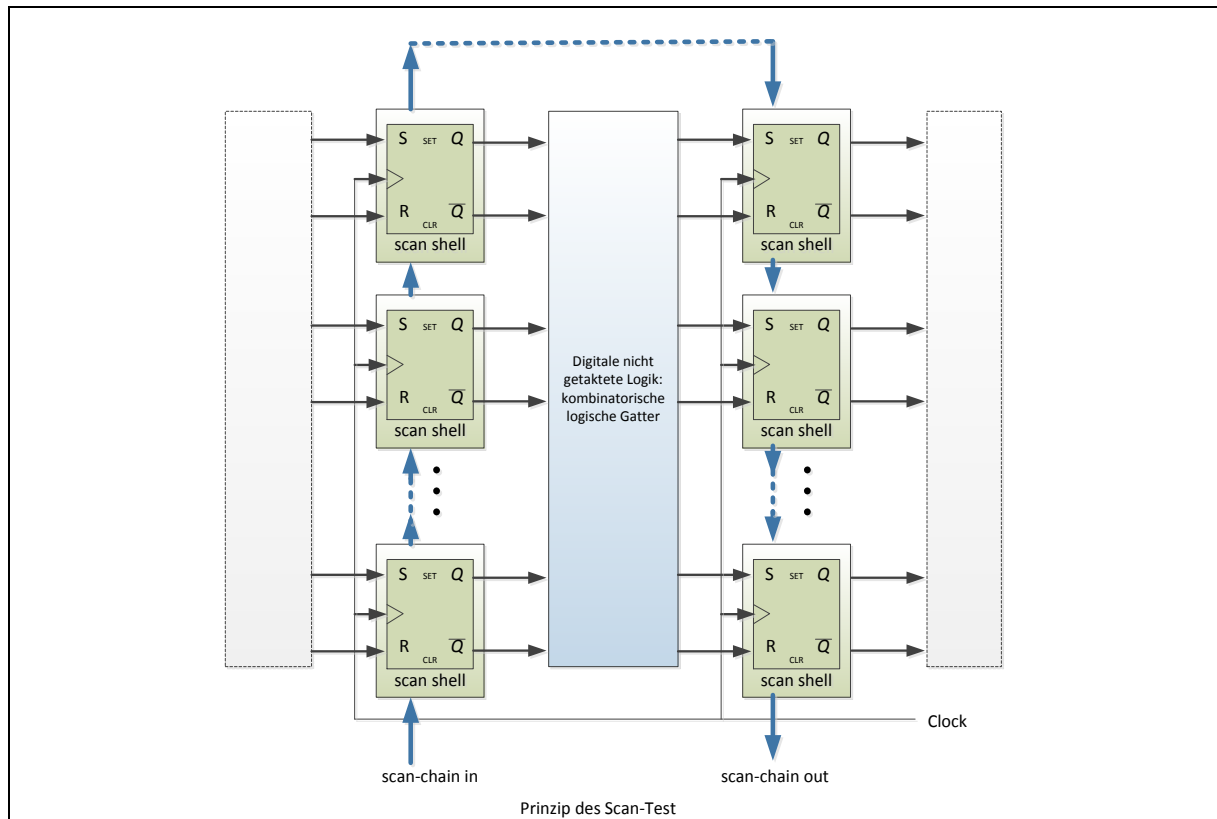 S SET Q
R CLR Q
scan shell
S SET Q
R CLR Q
scan shell
S SET Q
R CLR Q
scan shell
S SET Q
R CLR Q
scan shell
Digitale nicht
getaktete Logik:
kombinatorische
logische Gatter
S SET Q
R CLR Q
scan shell
S SET Q
R CLR Q
scan shell
Clock
scan-chain in
scan-chain out
Prinzip des Scan-Test